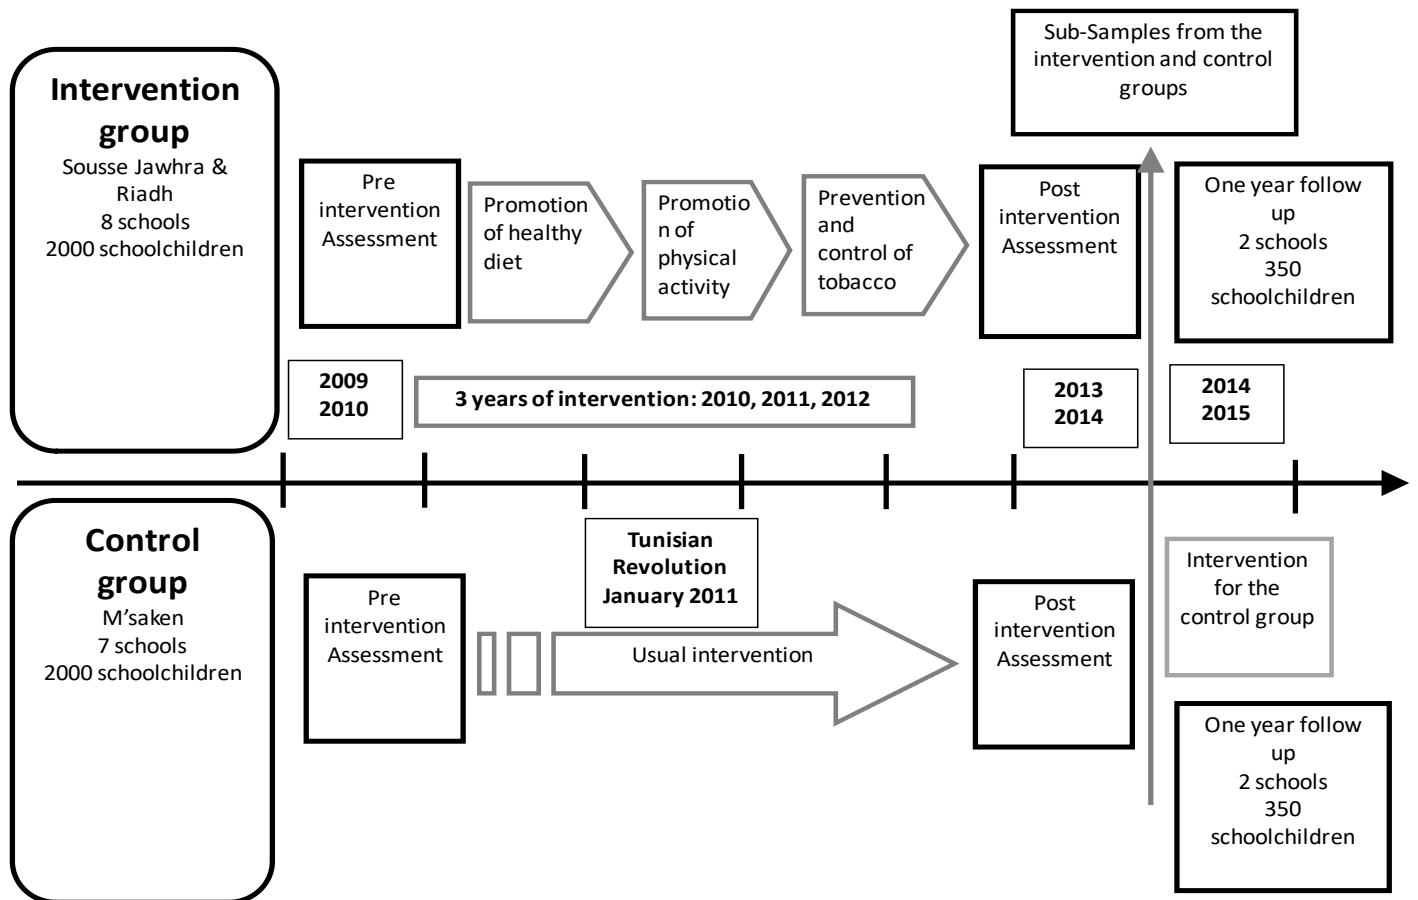 Sub-Samples from the
intervention and control
groups
Intervention
group
Sousse Jawhra &
Riadh
8 schools
2000 schoolchildren
Pre
intervention
Assessment
Promotion
of healthy
diet
Promotio
n of
physical
activity
Prevention
and
control of
tobacco
Post
intervention
Assessment
One year follow
up
2 schools
350
schoolchildren
2009
2010
3 years of intervention: 2010, 2011, 2012
2013
2014
2014
2015
Control
group
M'saken
7 schools
2000 schoolchildren
Pre
intervention
Assessment
Tunisian
Revolution
January 2011
Usual intervention
Post
intervention
Assessment
Intervention
for the
control group
One year follow
up
2 schools
350
schoolchildren